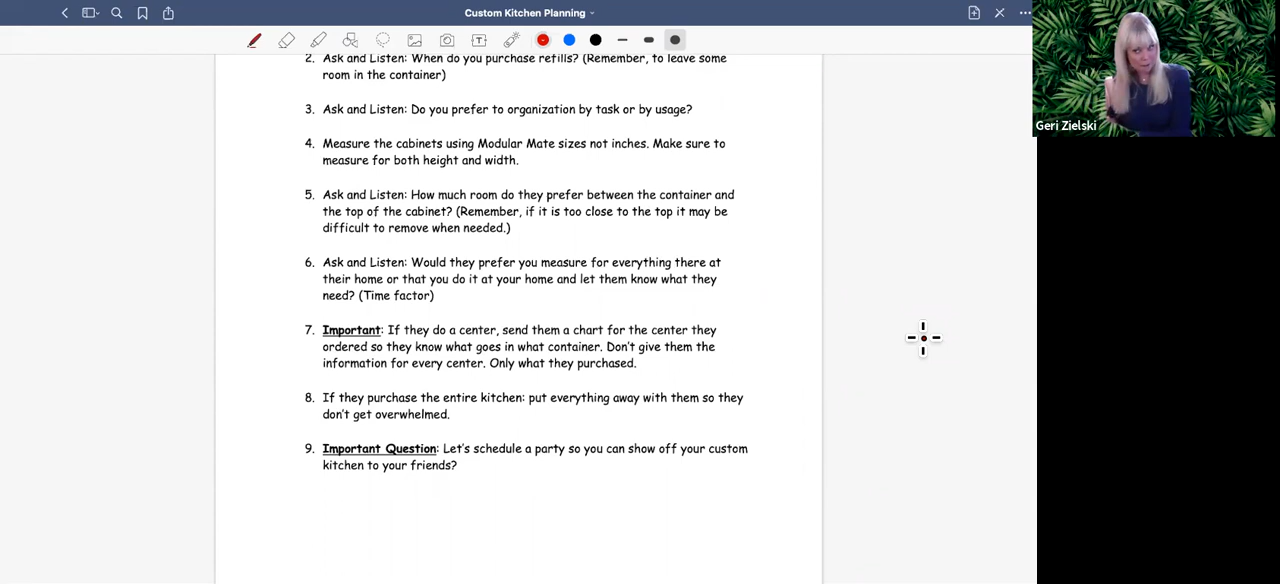 Custom Kitchen Planning
2. Ask and Listen: When do you purchase refills? (Remember, to leave some
room in the container)
3. Ask and Listen: Do you prefer to organization by task or by usage?
4. Measure the cabinets using Modular Mate sizes not inches. Make sure to
measure for both height and width.
5. Ask and Listen: How much room do they prefer between the container and
the top of the cabinet? (Remember, if it is too close to the top it may be
difficult to remove when needed.)
6. Ask and Listen: Would they prefer you measure for everything there at
their home or that you do it at your home and let them know what they
need? (Time factor)
7. Important: If they do a center, send them a chart for the center they
ordered so they know what goes in what container. Don't give them the
information for every center. Only what they purchased.
8. If they purchase the entire kitchen: put everything away with them so they
don't get overwhelmed.
9. Important Question: Let's schedule a party so you can show off your custom
kitchen to your friends?
Geri Zielski